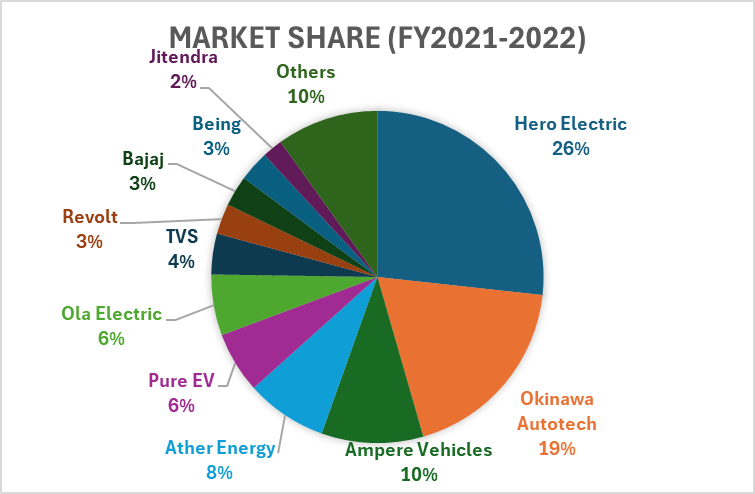 MARKET SHARE (FY2021-2022)
Jitendra
2%
Others
10%
Hero Electric
26%
Being
3%
Bajaj
3%
Revolt
3%
TVS
4%
Ola Electric
6%
Pure EV
6%
Okinawa
Autotech
19%
Ather Energy
8%
Ampere Vehicles
10%